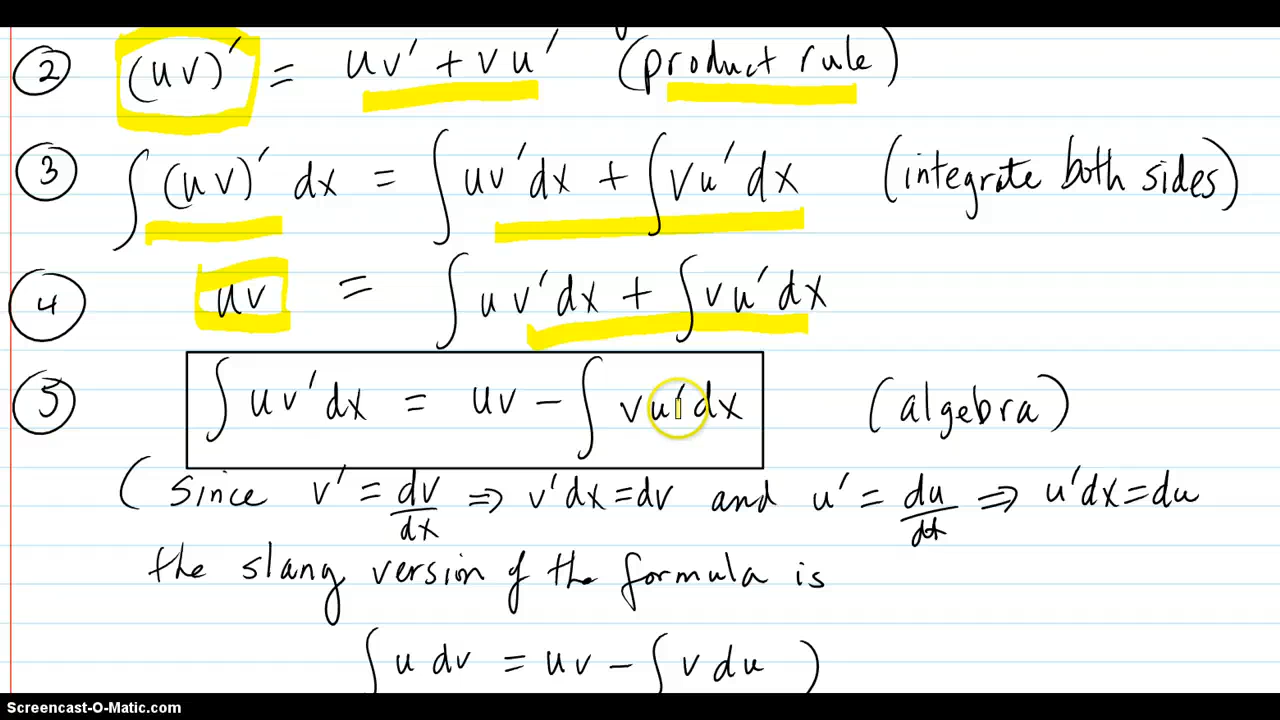 ② (uv)′ = uv′ + vu′ (product rule)
③ ∫(uv)′ dx = ∫uv′dx + ∫vu′dx (integrate both sides)
④ uv = ∫uv′dx + ∫vu′dx
⑤ ∫uv′dx = uv − ∫vu′dx (algebra)
(Since v′ = dv/dx ⇒ v′dx = dv and u′ = du/dx ⇒ u′dx = du
the slang version of the formula is
∫u dv = uv − ∫v du)
Screencast-O-Matic.com